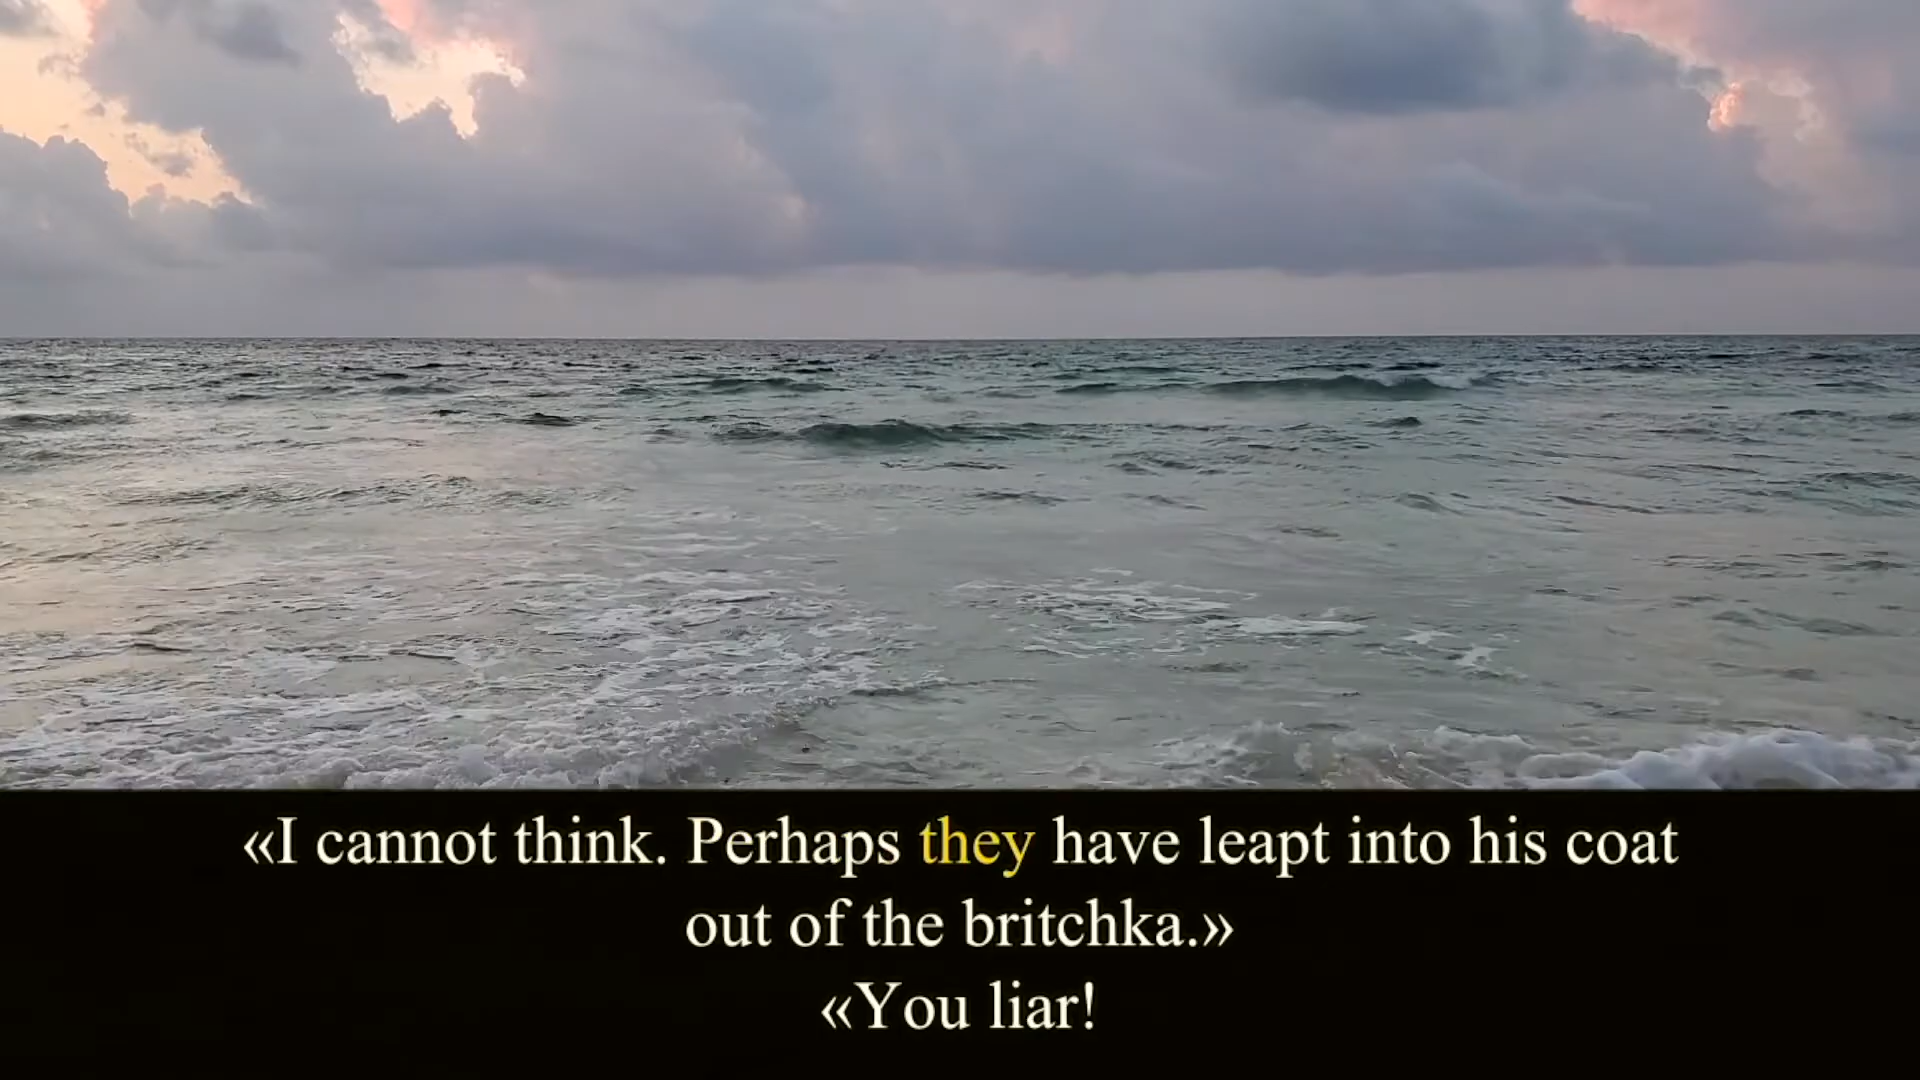 «I cannot think. Perhaps they have leapt into his coat
out of the britchka.»
«You liar!